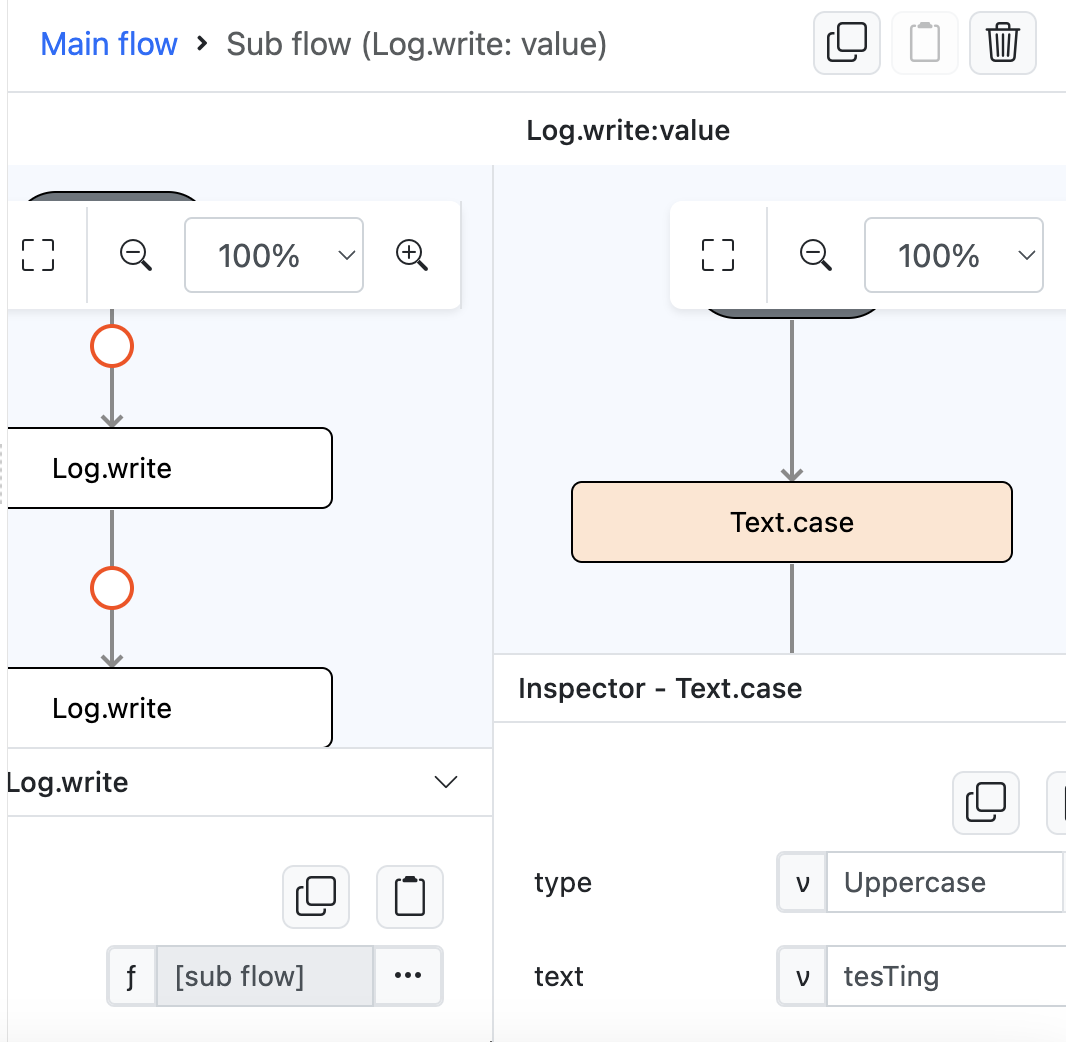 Main flow › Sub flow (Log.write: value)
Log.write:value
100%
100%
Log.write
Text.case
Log.write
Inspector - Text.case
Log.write
type
v
Uppercase
ƒ
[sub flow]
•••
text
v
tesTing